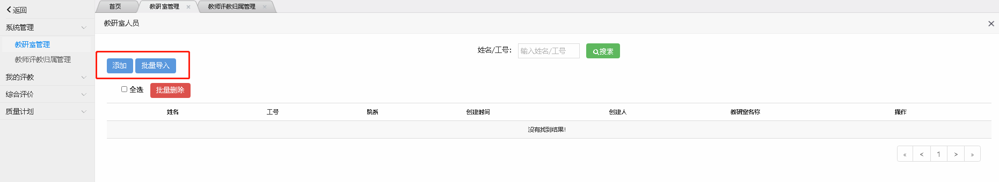 返回
首页 教研室管理 × 教师评教归属管理 ×
系统管理
教研室管理
教师评教归属管理
我的评教
综合评价
质量计划
教研室人员 ×
姓名/工号: 输入姓名/工号 搜索
添加 批量导入
全选 批量删除
姓名 工号 院系 创建时间 创建人 教研室名称 操作
没有找到结果!
« < 1 > »